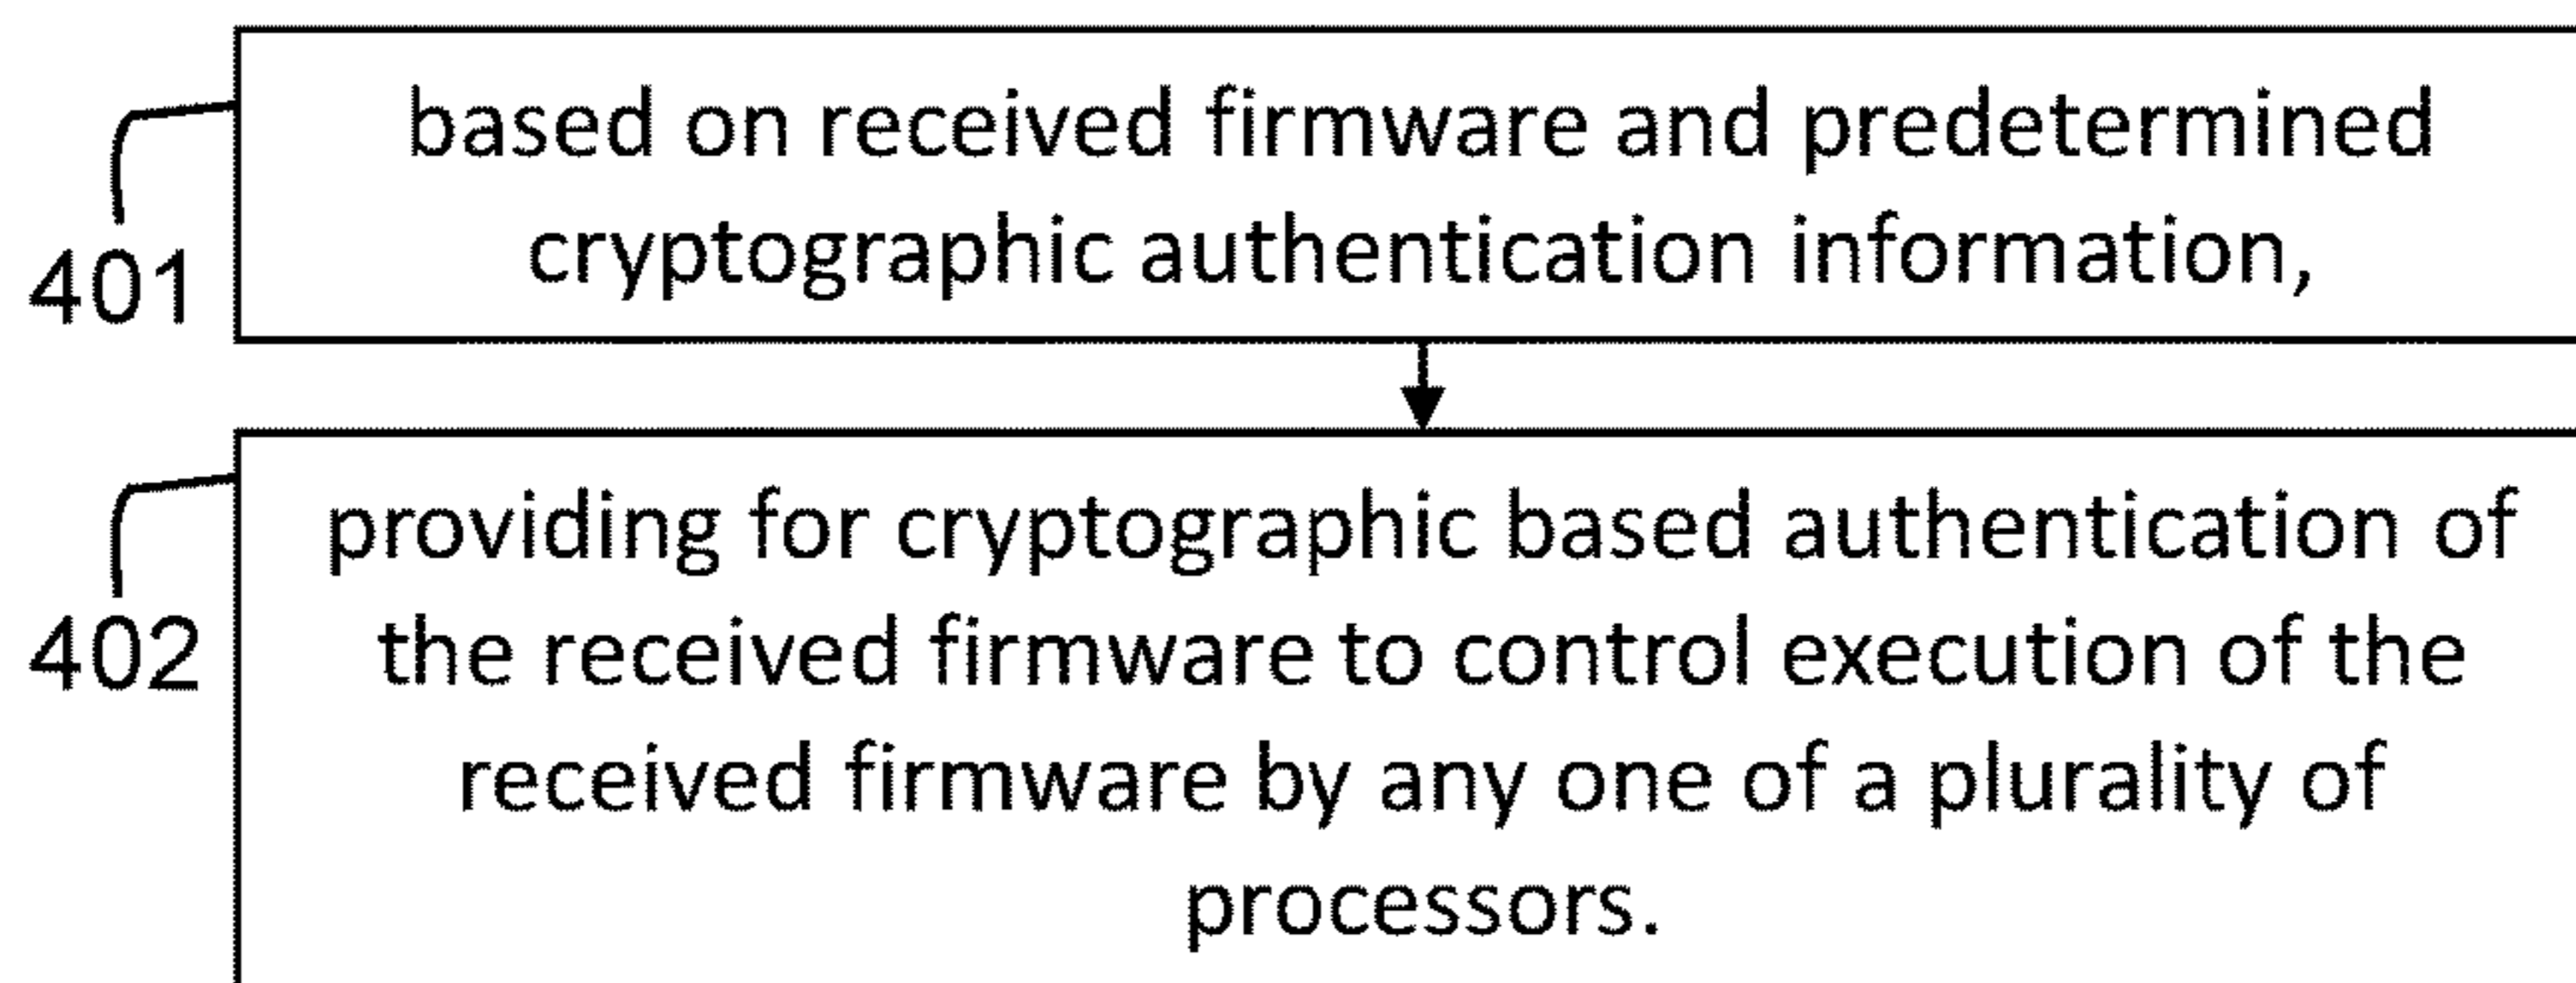 based on received firmware and predetermined
cryptographic authentication information,
401
providing for cryptographic based authentication of
the received firmware to control execution of the
received firmware by any one of a plurality of
processors.
402